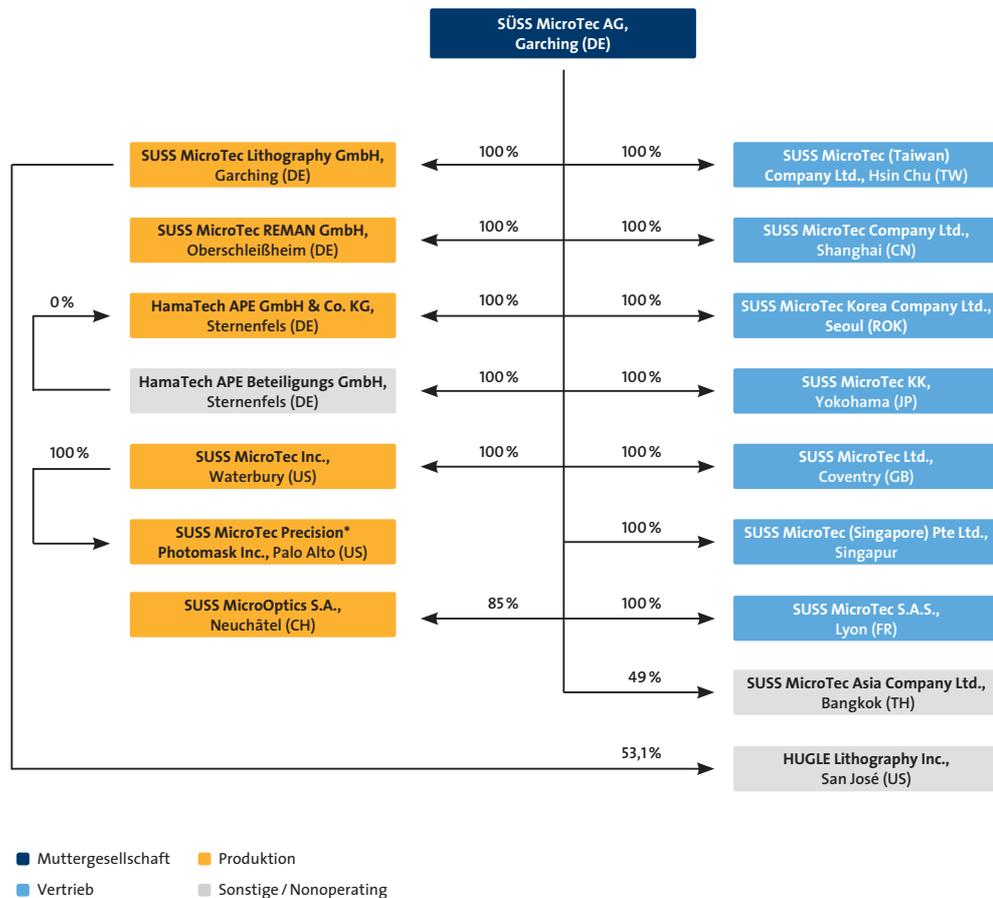 SÜSS MicroTec AG,
Garching (DE)
SUSS MicroTec Lithography GmbH,
Garching (DE)
100 %
100 %
SUSS MicroTec (Taiwan)
Company Ltd., Hsin Chu (TW)
SUSS MicroTec REMAN GmbH,
Oberschleißheim (DE)
100 %
100 %
SUSS MicroTec Company Ltd.,
Shanghai (CN)
0 %
HamaTech APE GmbH & Co. KG,
Sternenfels (DE)
100 %
100 %
SUSS MicroTec Korea Company Ltd.,
Seoul (ROK)
HamaTech APE Beteiligungs GmbH,
Sternenfels (DE)
100 %
100 %
SUSS MicroTec KK,
Yokohama (JP)
100 %
SUSS MicroTec Inc.,
Waterbury (US)
100 %
100 %
SUSS MicroTec Ltd.,
Coventry (GB)
SUSS MicroTec Precision*
Photomask Inc., Palo Alto (US)
100 %
SUSS MicroTec (Singapore) Pte Ltd.,
Singapur
SUSS MicroOptics S.A.,
Neuchâtel (CH)
85 %
100 %
SUSS MicroTec S.A.S.,
Lyon (FR)
49 %
SUSS MicroTec Asia Company Ltd.,
Bangkok (TH)
53,1 %
HUGLE Lithography Inc.,
San José (US)
Muttergesellschaft
Produktion
Vertrieb
Sonstige / Nonoperating